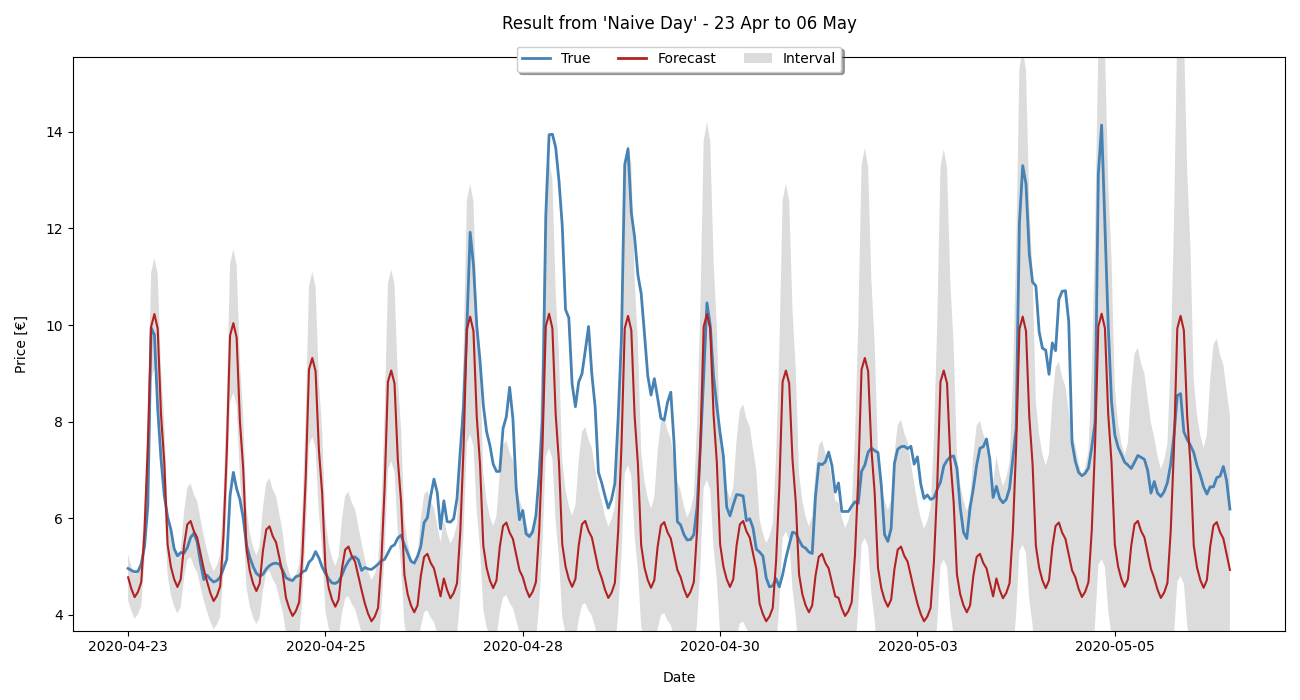 Result from 'Naive Day' - 23 Apr to 06 May
True Forecast Interval
Price [€]
14
12
10
8
6
4
2020-04-23 2020-04-25 2020-04-28 2020-04-30 2020-05-03 2020-05-05
Date